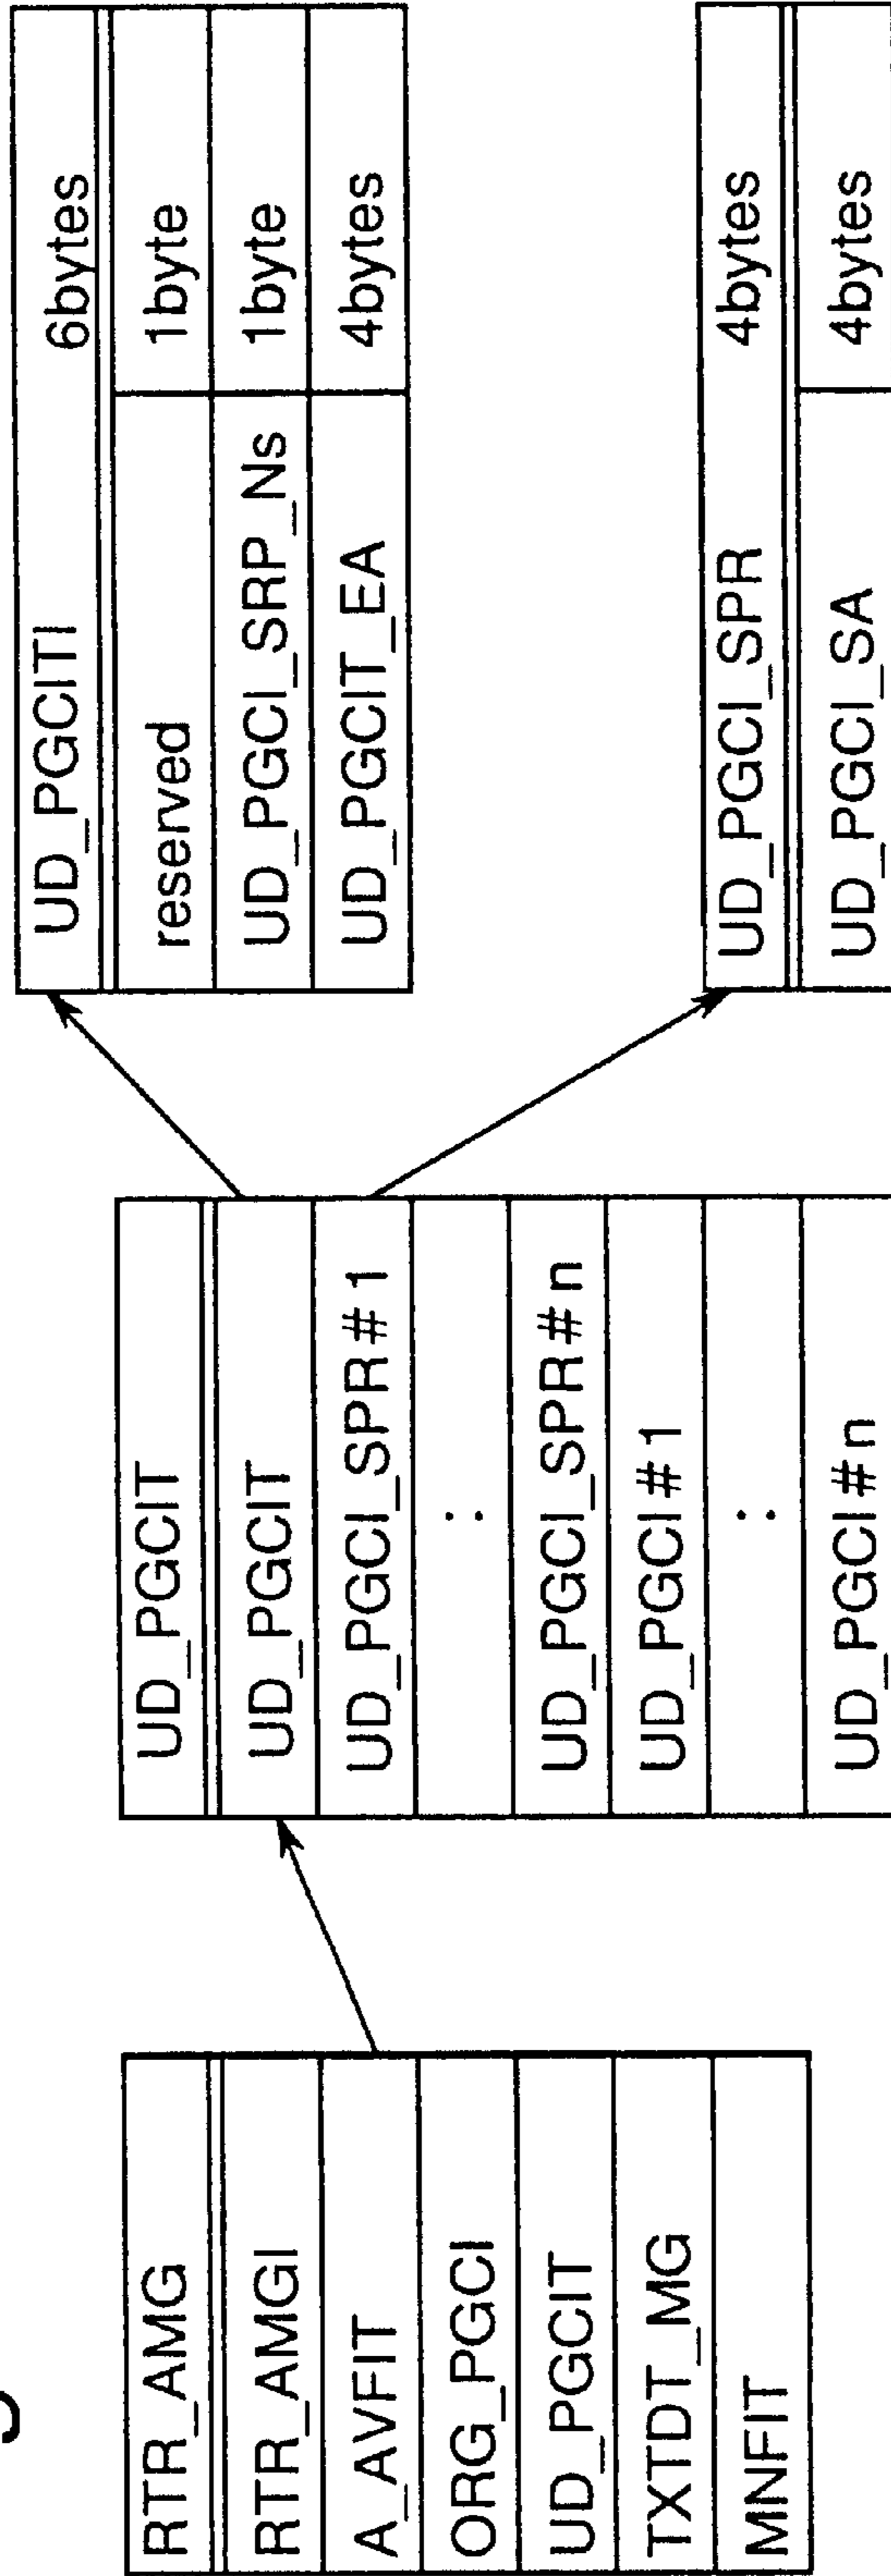 RTR_AMG
RTR_AMGI
A_AVFIT
ORG_PGCI
UD_PGCIT
TXTDT_MG
MNFIT
UD_PGCIT
UD_PGCIT
UD_PGCI_SPR#1
:
UD_PGCI_SPR#n
UD_PGCI#1
:
UD_PGCI#n
UD_PGCITI 6bytes
reserved 1byte
UD_PGCI_SRP_Ns 1byte
UD_PGCIT_EA 4bytes
UD_PGCI_SPR 4bytes
UD_PGCI_SA 4bytes